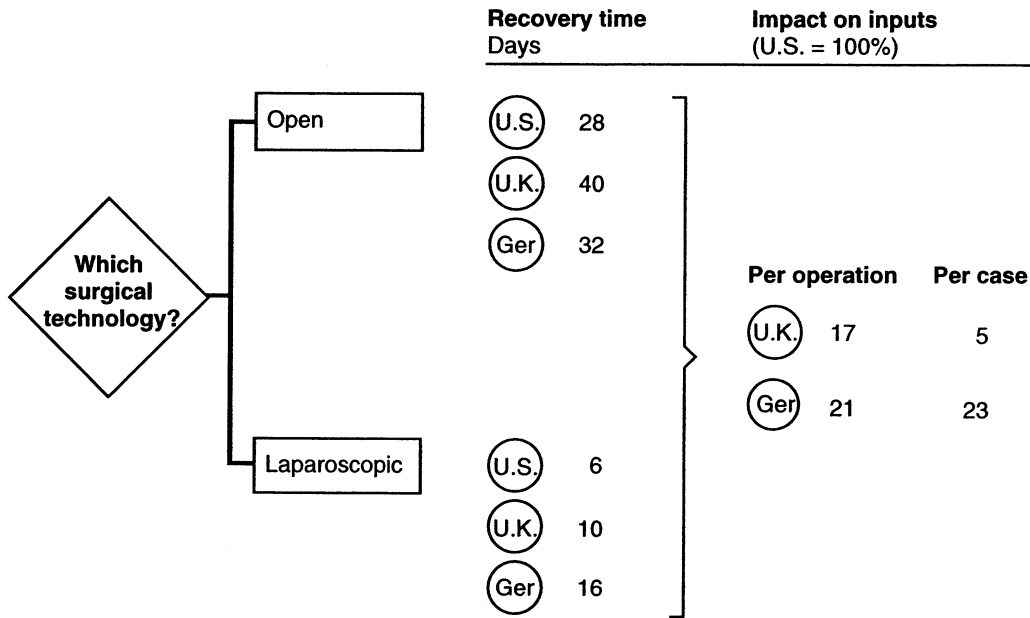 Recovery time
Days
Impact on inputs
(U.S. = 100%)
Which
surgical
technology?
Open
U.S. 28
U.K. 40
Ger 32
Per operation Per case
U.K. 17 5
Ger 21 23
Laparoscopic
U.S. 6
U.K. 10
Ger 16